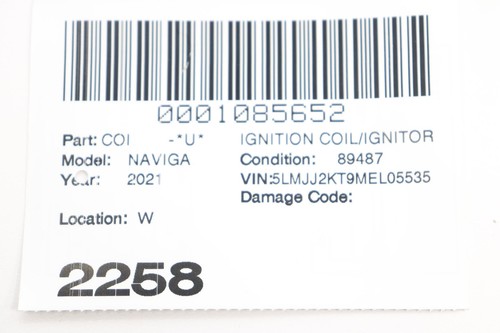 0001085652
Part: COI -*U* IGNITION COIL/IGNITOR
Model: NAVIGA Condition: 89487
Year: 2021 VIN:5LMJJ2KT9MEL05535
Damage Code:
Location: W
2258